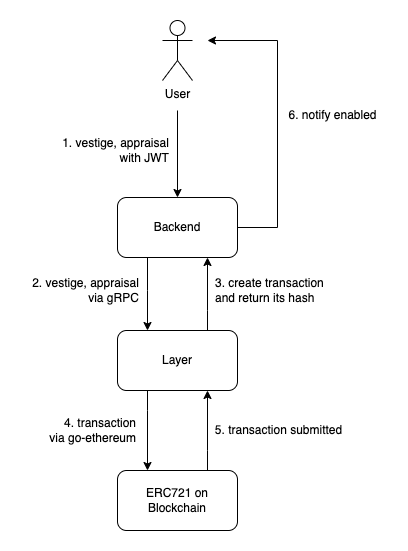 User
6. notify enabled
1. vestige, appraisal
with JWT
Backend
2. vestige, appraisal
via gRPC
3. create transaction
and return its hash
Layer
4. transaction
via go-ethereum
5. transaction submitted
ERC721 on
Blockchain